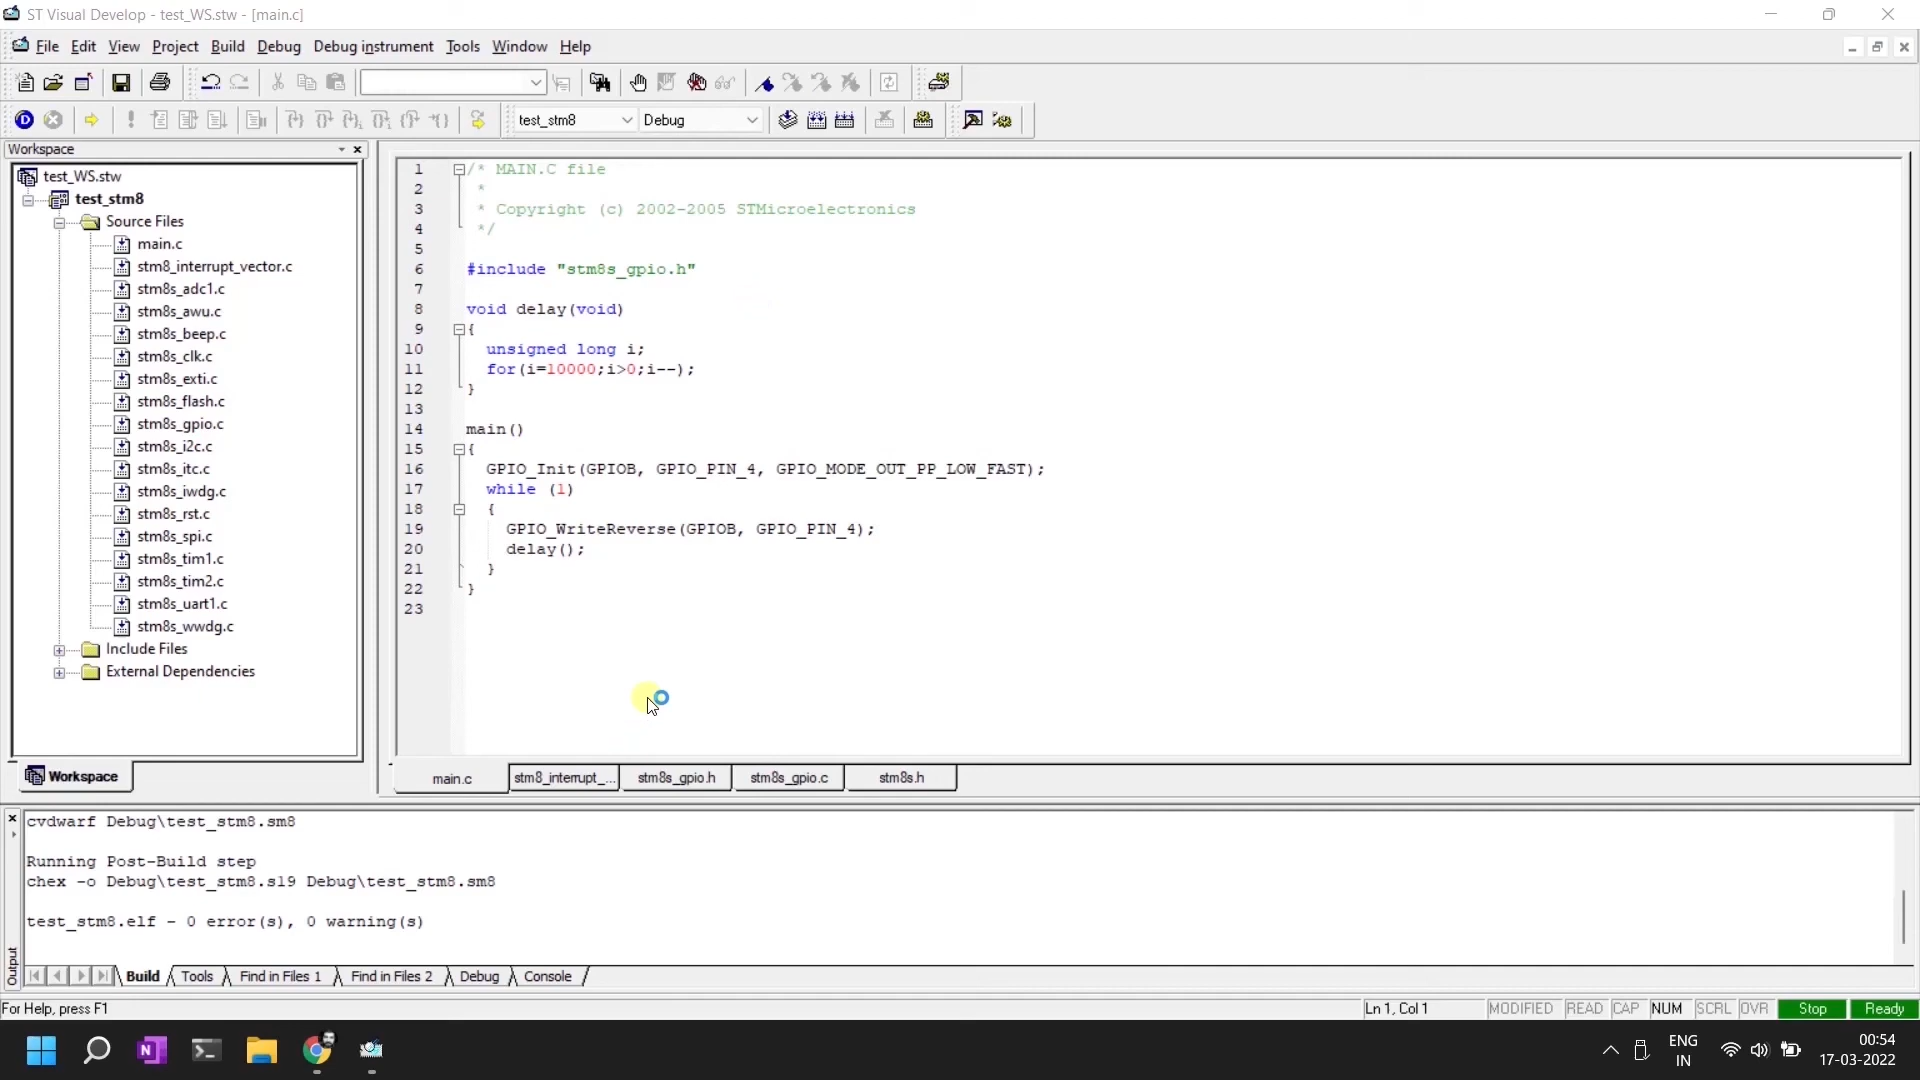 ST Visual Develop - test_WS.stw - [main.c]
File Edit View Project Build Debug Debug instrument Tools Window Help
test_stm8 Debug
Workspace
test_WS.stw
test_stm8
Source Files
main.c
stm8_interrupt_vector.c
stm8s_adc1.c
stm8s_awu.c
stm8s_beep.c
stm8s_clk.c
stm8s_exti.c
stm8s_flash.c
stm8s_gpio.c
stm8s_i2c.c
stm8s_itc.c
stm8s_iwdg.c
stm8s_rst.c
stm8s_spi.c
stm8s_tim1.c
stm8s_tim2.c
stm8s_uart1.c
stm8s_wwdg.c
Include Files
External Dependencies
Workspace
1 /* MAIN.C file
2 *
3 * Copyright (c) 2002-2005 STMicroelectronics
4 */
5
6 #include "stm8s_gpio.h"
7
8 void delay(void)
9 {
10 unsigned long i;
11 for(i=10000;i>0;i--);
12 }
13
14 main()
15 {
16 GPIO_Init(GPIOB, GPIO_PIN_4, GPIO_MODE_OUT_PP_LOW_FAST);
17 while (1)
18 {
19 GPIO_WriteReverse(GPIOB, GPIO_PIN_4);
20 delay();
21 }
22 }
23
main.c stm8_interrupt_... stm8s_gpio.h stm8s_gpio.c stm8s.h
cvdwarf Debug\test_stm8.sm8
Running Post-Build step
chex -o Debug\test_stm8.s19 Debug\test_stm8.sm8
test_stm8.elf - 0 error(s), 0 warning(s)
Output
Build Tools Find in Files 1 Find in Files 2 Debug Console
For Help, press F1
Ln 1, Col 1 MODIFIED READ CAP NUM SCRL OVR Stop Ready
ENG
IN
00:54
17-03-2022